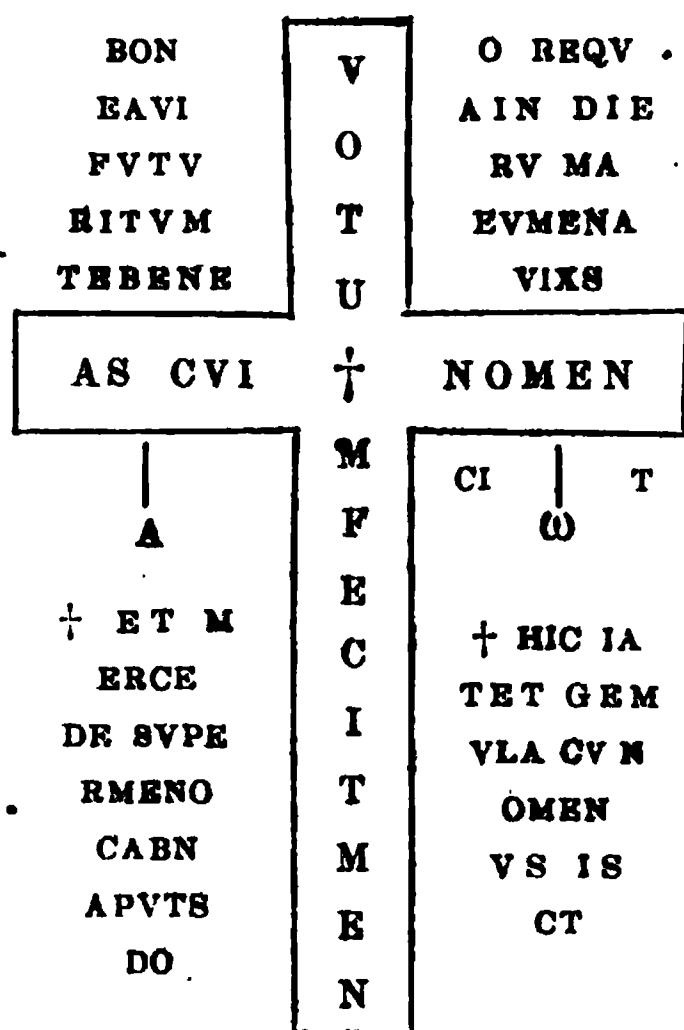 BON
EAVI
FVTV
RITVM
TEBENE
O REQV
AIN DIE
RV MA
EVMENA
VIXS
V
O
T
U
AS CVI † NOMEN
M
F
E
C
I
T
M
E
N
A
CI T
ω
† ET M
ERCE
DE SVPE
RMENO
CABN
APVTS
DO
† HIC IA
TET GEM
VLA CV N
OMEN
VS IS
CT